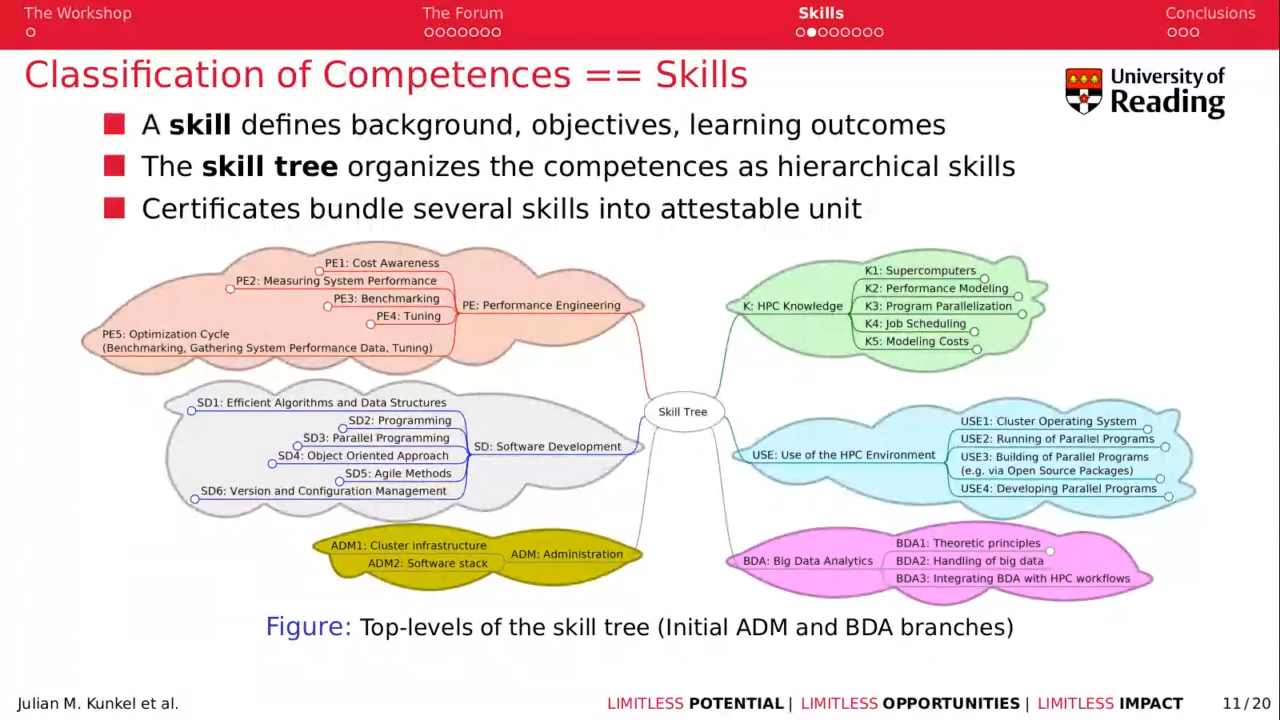 The Workshop
The Forum
Skills
Conclusions
Classification of Competences == Skills
University of
Reading
A skill defines background, objectives, learning outcomes
The skill tree organizes the competences as hierarchical skills
Certificates bundle several skills into attestable unit
PE1: Cost Awareness
PE2: Measuring System Performance
PE3: Benchmarking
PE4: Tuning
PE5: Optimization Cycle
(Benchmarking, Gathering System Performance Data, Tuning)
PE: Performance Engineering
K: HPC Knowledge
K1: Supercomputers
K2: Performance Modeling
K3: Program Parallelization
K4: Job Scheduling
K5: Modeling Costs
Skill Tree
SD1: Efficient Algorithms and Data Structures
SD2: Programming
SD3: Parallel Programming
SD4: Object Oriented Approach
SD5: Agile Methods
SD6: Version and Configuration Management
SD: Software Development
USE: Use of the HPC Environment
USE1: Cluster Operating System
USE2: Running of Parallel Programs
USE3: Building of Parallel Programs
(e.g. via Open Source Packages)
USE4: Developing Parallel Programs
ADM1: Cluster infrastructure
ADM2: Software stack
ADM: Administration
BDA: Big Data Analytics
BDA1: Theoretic principles
BDA2: Handling of big data
BDA3: Integrating BDA with HPC workflows
Figure: Top-levels of the skill tree (Initial ADM and BDA branches)
Julian M. Kunkel et al.
LIMITLESS POTENTIAL | LIMITLESS OPPORTUNITIES | LIMITLESS IMPACT
11/20